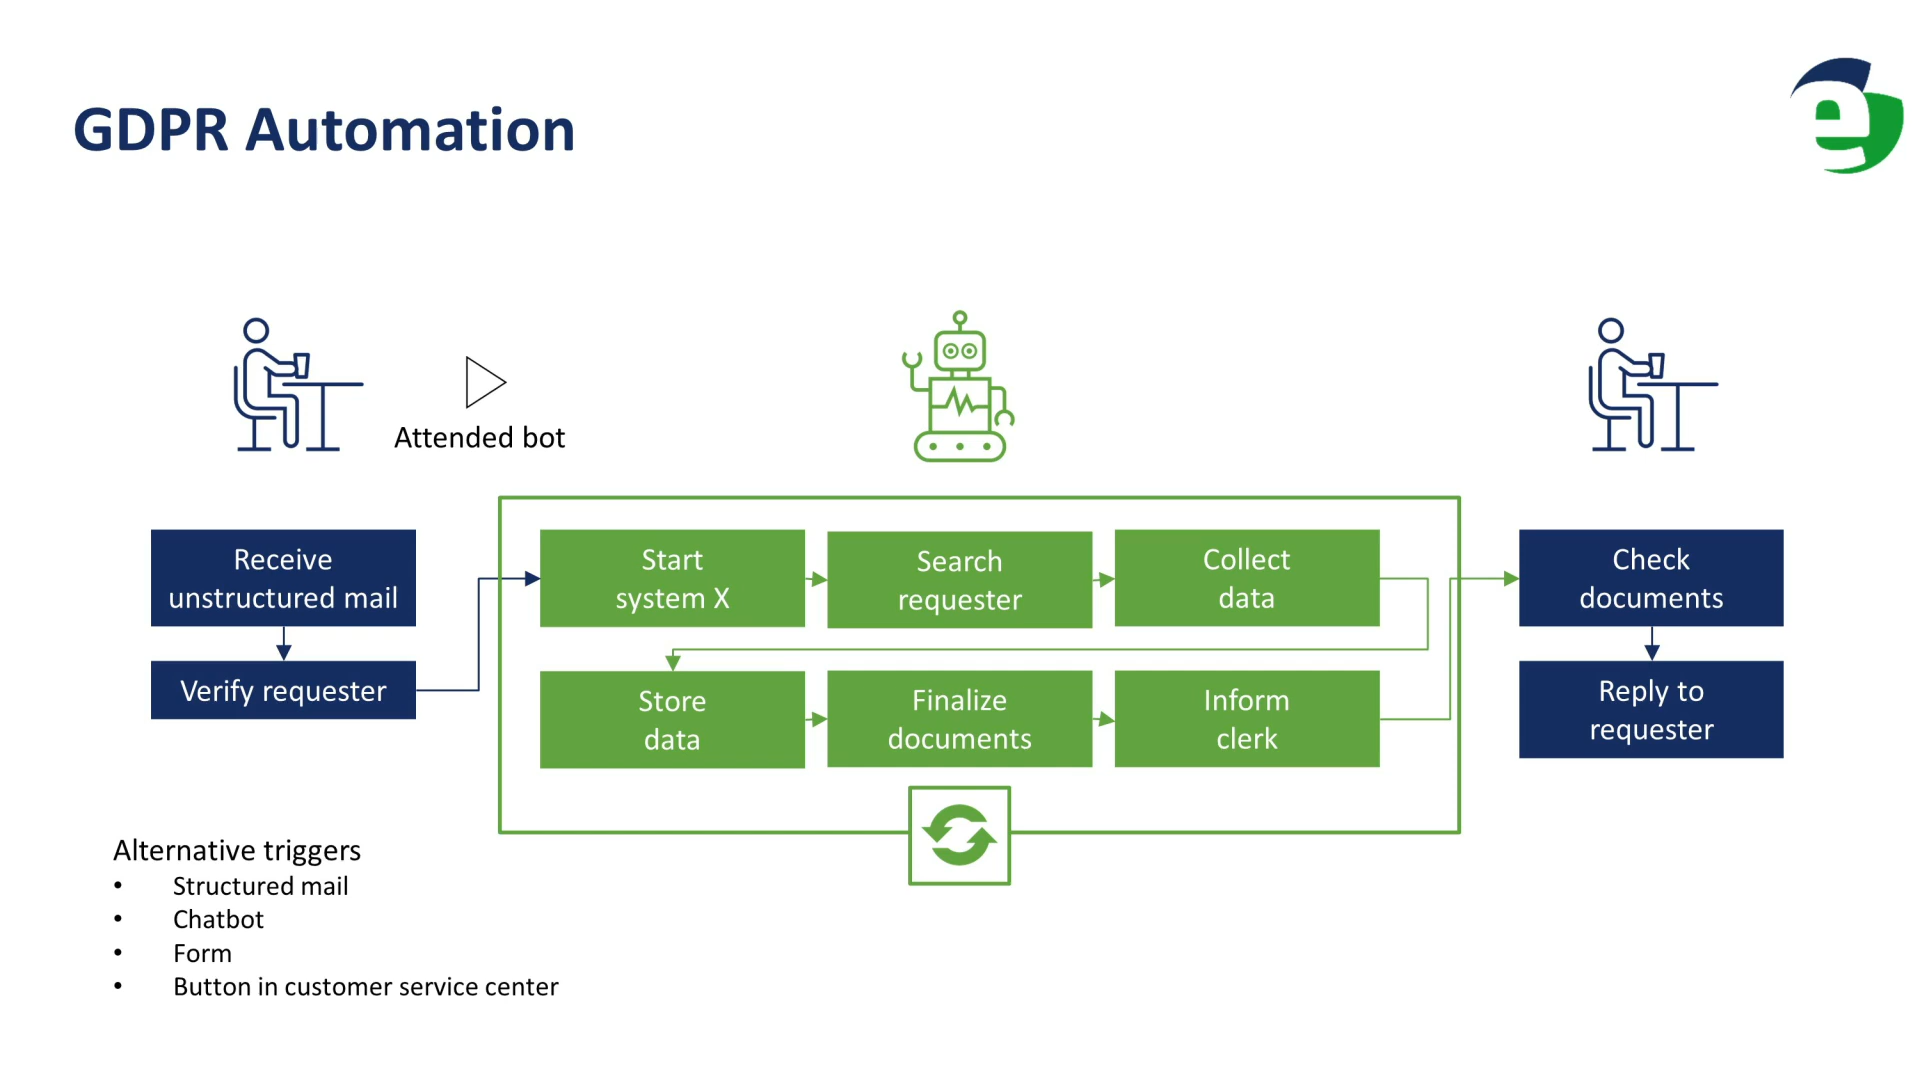 GDPR Automation
Attended bot
Receive
unstructured mail
Verify requester
Start
system X
Search
requester
Collect
data
Store
data
Finalize
documents
Inform
clerk
Check
documents
Reply to
requester
Alternative triggers
• Structured mail
• Chatbot
• Form
• Button in customer service center